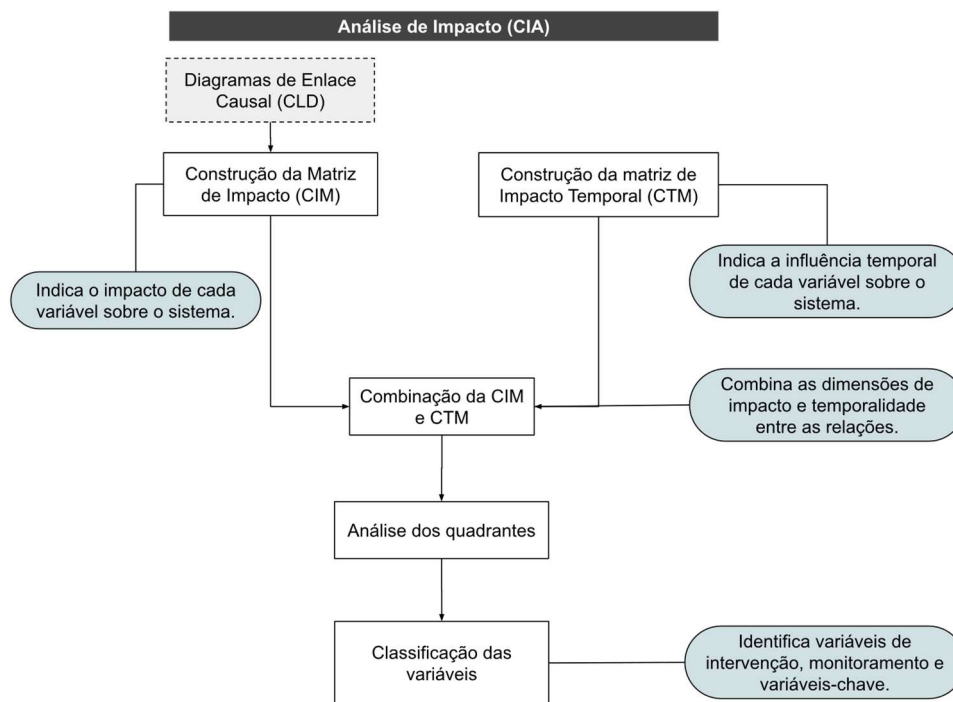 Análise de Impacto (CIA)
Diagramas de Enlace
Causal (CLD)
Construção da Matriz
de Impacto (CIM)
Construção da matriz de
Impacto Temporal (CTM)
Indica o impacto de cada
variável sobre o sistema.
Indica a influência temporal
de cada variável sobre o
sistema.
Combinação da CIM
e CTM
Combina as dimensões de
impacto e temporalidade
entre as relações.
Análise dos quadrantes
Classificação das
variáveis
Identifica variáveis de
intervenção, monitoramento e
variáveis-chave.